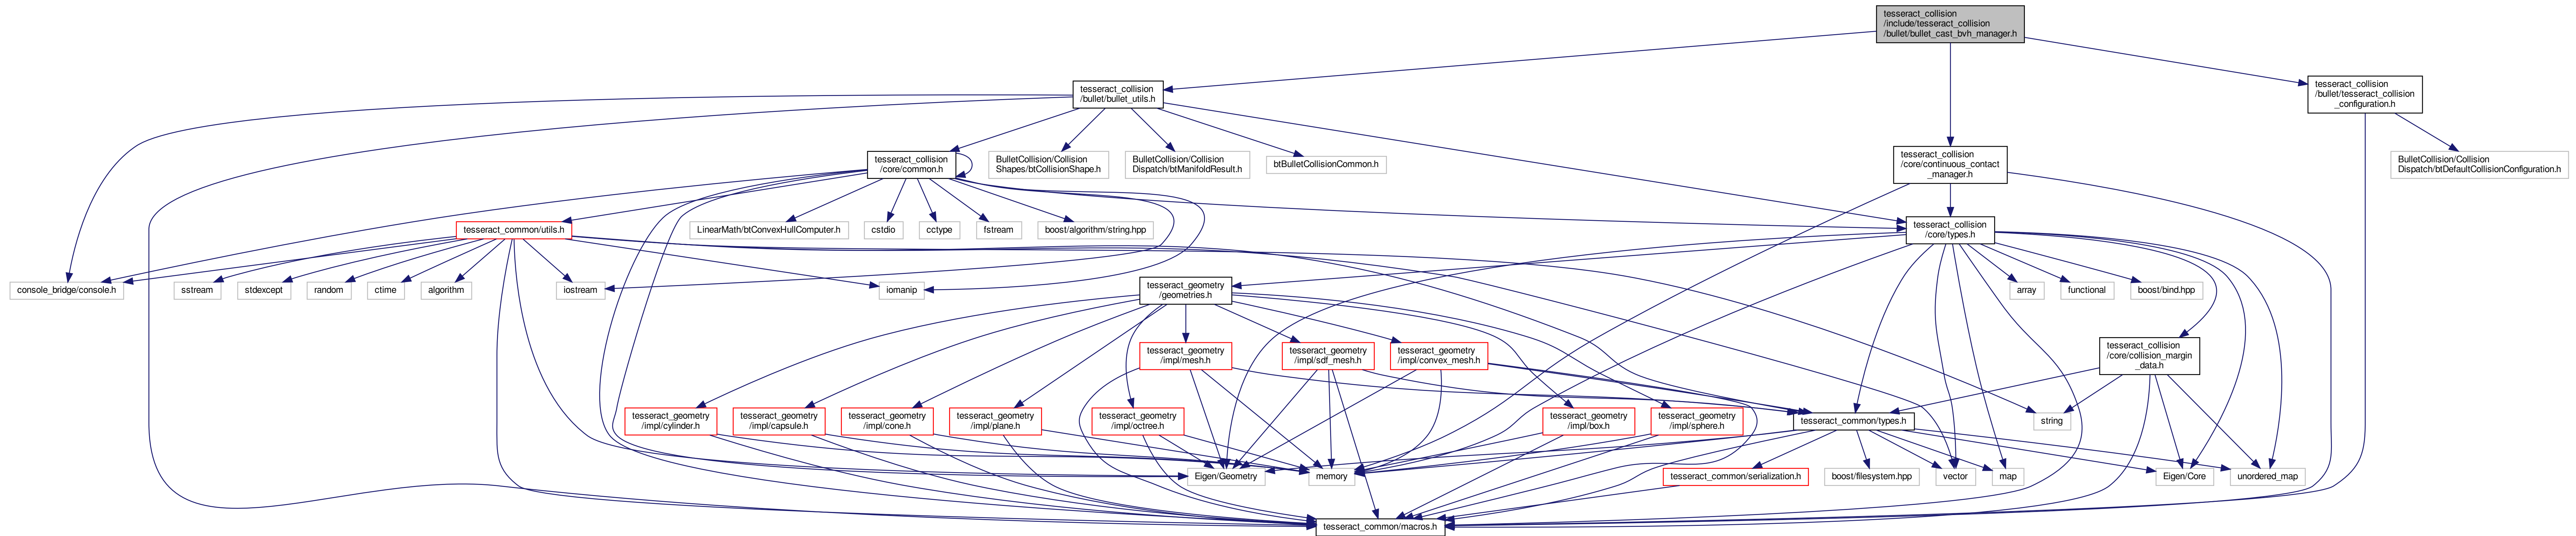 tesseract_collision
/include/tesseract_collision
/bullet/bullet_cast_bvh_manager.h
tesseract_collision
/bullet/bullet_utils.h
tesseract_collision
/bullet/tesseract_collision
_configuration.h
tesseract_collision
/core/common.h
BulletCollision/Collision
Shapes/btCollisionShape.h
BulletCollision/Collision
Dispatch/btManifoldResult.h
btBulletCollisionCommon.h
tesseract_collision
/core/continuous_contact
_manager.h
BulletCollision/Collision
Dispatch/btDefaultCollisionConfiguration.h
tesseract_common/utils.h
LinearMath/btConvexHullComputer.h
cstdio
cctype
fstream
boost/algorithm/string.hpp
tesseract_collision
/core/types.h
console_bridge/console.h
sstream
stdexcept
random
ctime
algorithm
iostream
iomanip
tesseract_geometry
/geometries.h
array
functional
boost/bind.hpp
tesseract_geometry
/impl/mesh.h
tesseract_geometry
/impl/sdf_mesh.h
tesseract_geometry
/impl/convex_mesh.h
tesseract_collision
/core/collision_margin
_data.h
tesseract_geometry
/impl/cylinder.h
tesseract_geometry
/impl/capsule.h
tesseract_geometry
/impl/cone.h
tesseract_geometry
/impl/plane.h
tesseract_geometry
/impl/octree.h
tesseract_geometry
/impl/box.h
tesseract_geometry
/impl/sphere.h
tesseract_common/types.h
string
Eigen/Geometry
memory
tesseract_common/serialization.h
boost/filesystem.hpp
vector
map
Eigen/Core
unordered_map
tesseract_common/macros.h